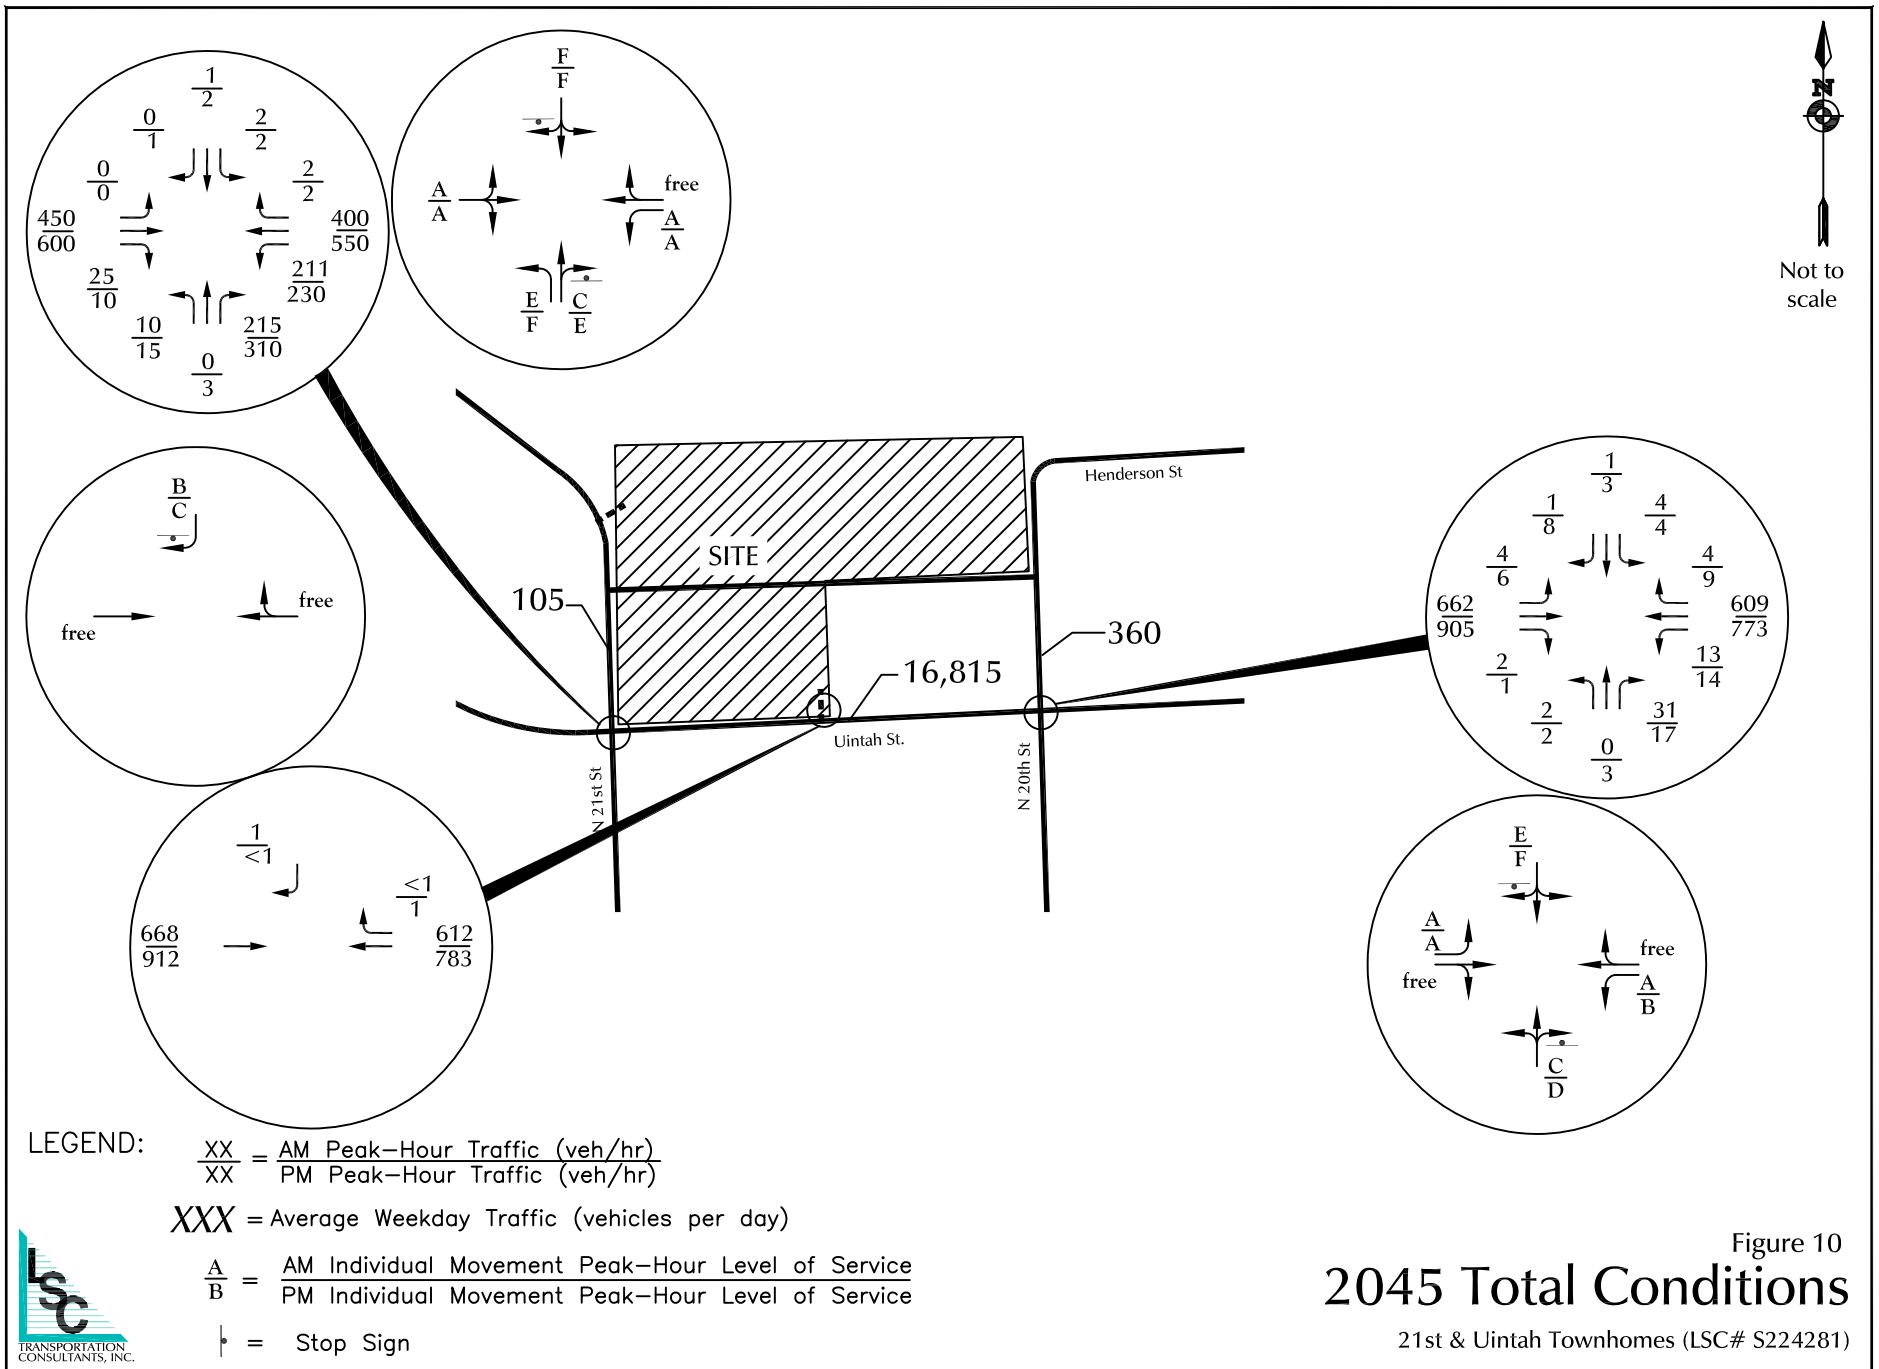 1
2
0
1
2
2
0
0
2
2
450
600
400
550
25
10
211
230
10
15
215
310
0
3
F
F
A
A
free
A
A
E
F
C
E
N
Not to
scale
B
C
free
free
Henderson St
SITE
105
360
16,815
Uintah St.
N 21st St
N 20th St
1
3
1
8
4
4
4
6
4
9
662
905
609
773
2
1
13
14
2
2
31
17
0
3
1
<1
<1
1
668
912
612
783
E
F
A
A
free
free
A
B
C
D
LEGEND:
XX = AM Peak-Hour Traffic (veh/hr)
XX PM Peak-Hour Traffic (veh/hr)
XXX = Average Weekday Traffic (vehicles per day)
A = AM Individual Movement Peak-Hour Level of Service
B PM Individual Movement Peak-Hour Level of Service
= Stop Sign
LSC
TRANSPORTATION
CONSULTANTS, INC.
Figure 10
2045 Total Conditions
21st & Uintah Townhomes (LSC# S224281)